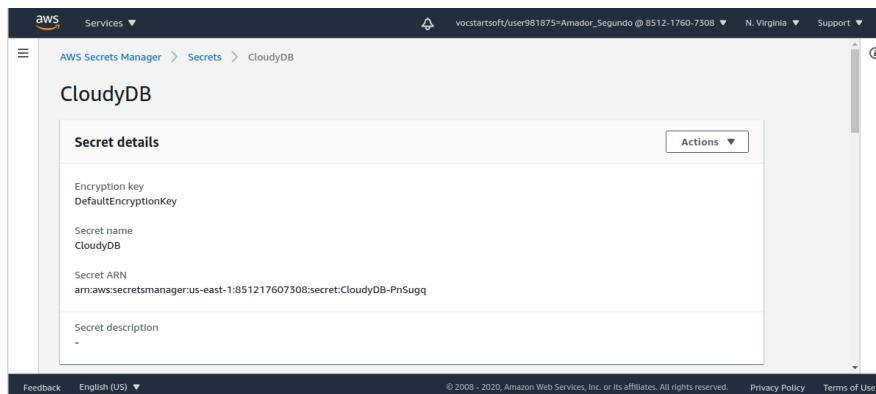 aws Services ▼ vocstartsoft/user981875=Amador_Segundo @ 8512-1760-7308 ▼ N. Virginia ▼ Support ▼
AWS Secrets Manager > Secrets > CloudyDB
CloudyDB
Secret details Actions ▼
Encryption key
DefaultEncryptionKey
Secret name
CloudyDB
Secret ARN
arn:aws:secretsmanager:us-east-1:851217607308:secret:CloudyDB-PnSugq
Secret description
-
Feedback English (US) ▼ © 2008 - 2020, Amazon Web Services, Inc. or its affiliates. All rights reserved. Privacy Policy Terms of Use